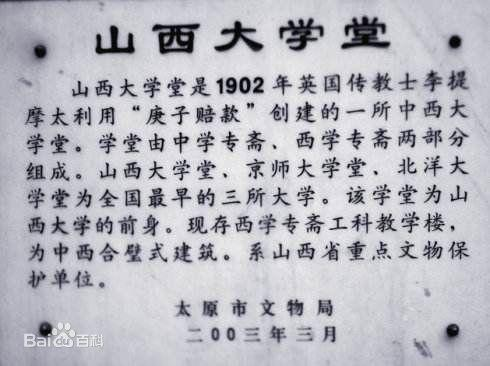 山西大学堂
山西大学堂是1902年英国传教士李提
摩太利用“庚子赔款”创建的一所中西大
学堂。学堂由中学专斋、西学专斋两部分
组成。山西大学堂、京师大学堂、北洋大
学堂为全国最早的三所大学。该学堂为山
西大学的前身。现存西学专斋工科教学楼，
为中西合壁式建筑。系山西省重点文物保
护单位。
太原市文物局
二〇〇三年三月
Bai百科